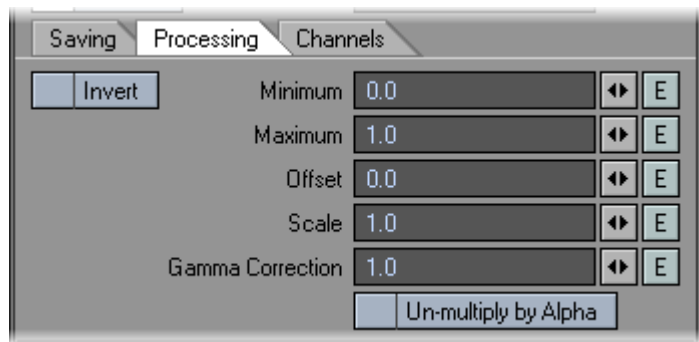 Saving Processing Channels
Invert Minimum 0.0 E
Maximum 1.0 E
Offset 0.0 E
Scale 1.0 E
Gamma Correction 1.0 E
Un-multiply by Alpha